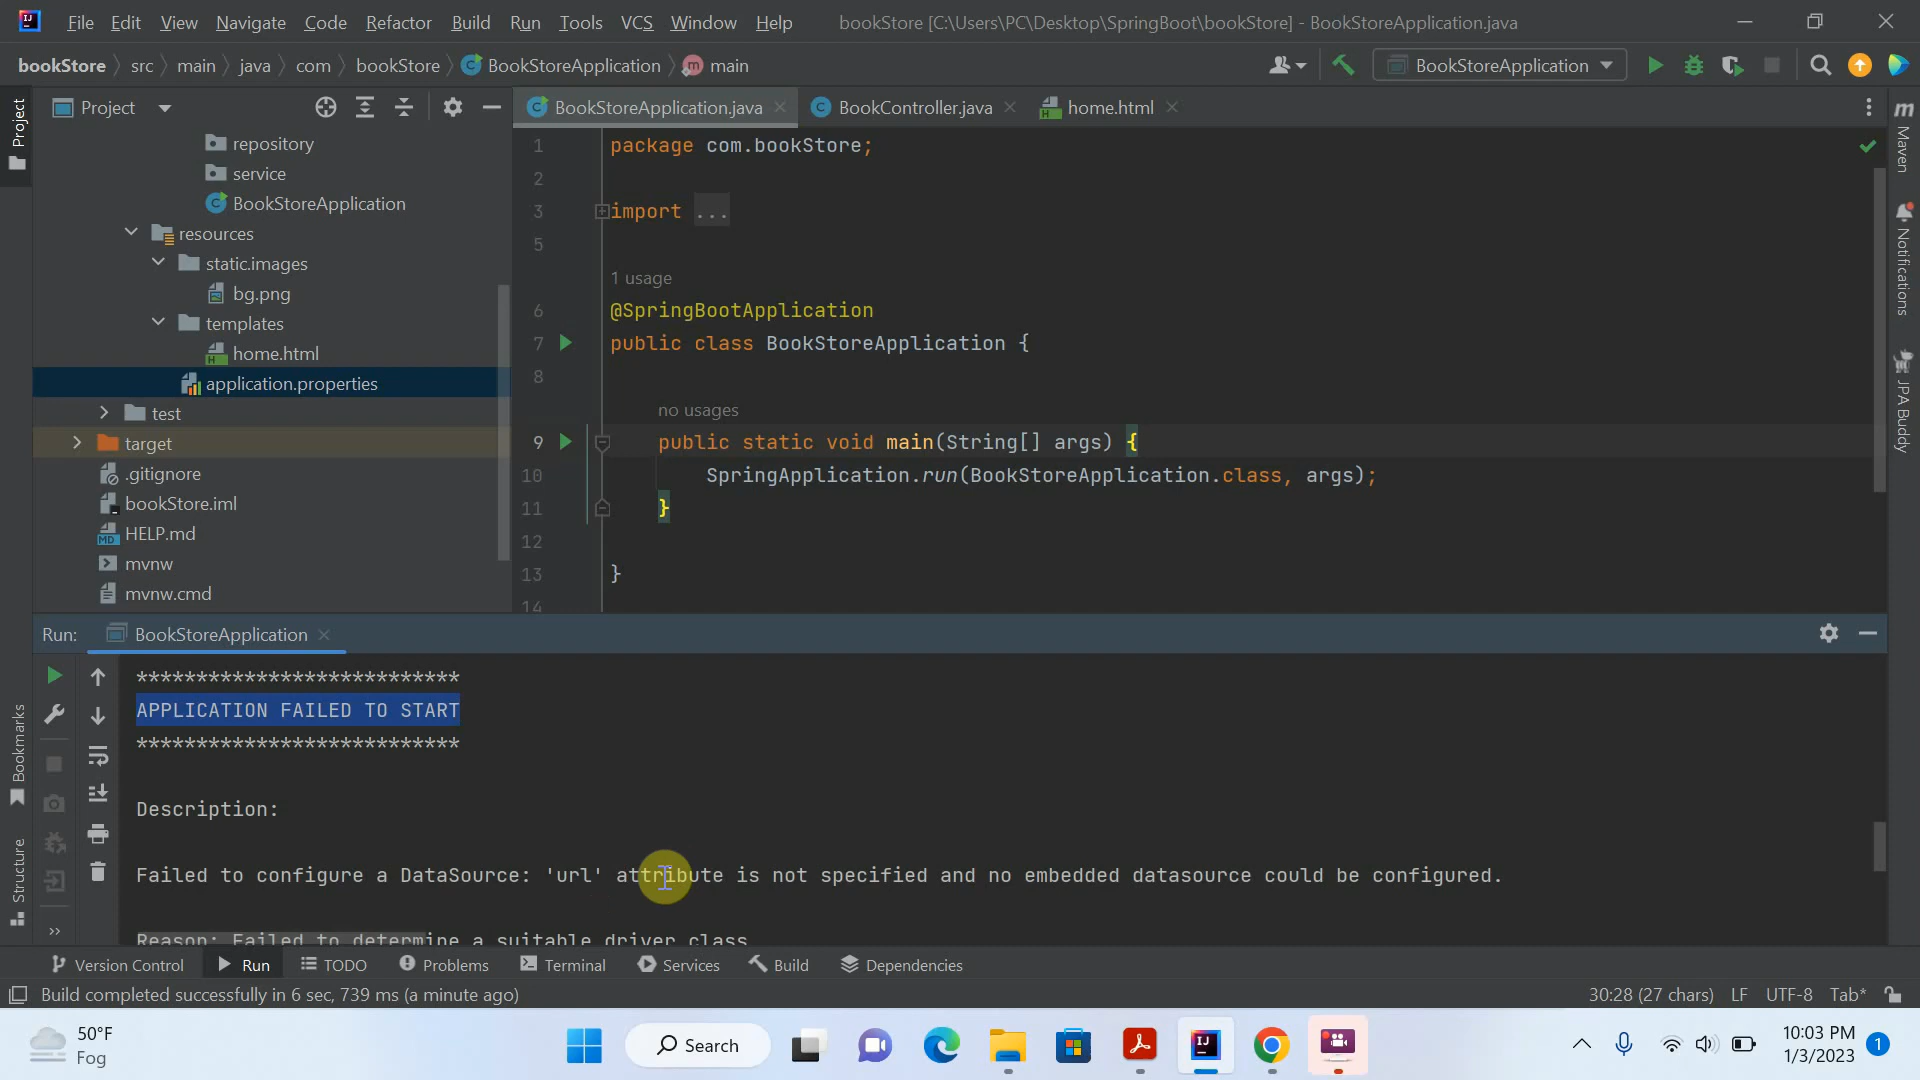 File Edit View Navigate Code Refactor Build Run Tools VCS Window Help bookStore [C:\Users\PC\Desktop\SpringBoot\bookStore] - BookStoreApplication.java
bookStore src main java com bookStore BookStoreApplication main BookStoreApplication
Project
BookStoreApplication.java BookController.java home.html
repository
service
BookStoreApplication
resources
static.images
bg.png
templates
home.html
application.properties
test
target
.gitignore
bookStore.iml
HELP.md
mvnw
mvnw.cmd
1 package com.bookStore;
2
3 import ...
5
1 usage
6 @SpringBootApplication
7 public class BookStoreApplication {
8
no usages
9 public static void main(String[] args) {
10 SpringApplication.run(BookStoreApplication.class, args);
11 }
12
13 }
14
Project
Bookmarks
Structure
Maven
Notifications
JPA Buddy
Run: BookStoreApplication
***************************
APPLICATION FAILED TO START
***************************
Description:
Failed to configure a DataSource: 'url' attribute is not specified and no embedded datasource could be configured.
Reason: Failed to determine a suitable driver class
Version Control Run TODO Problems Terminal Services Build Dependencies
Build completed successfully in 6 sec, 739 ms (a minute ago) 30:28 (27 chars) LF UTF-8 Tab*
50°F
Fog
Search
10:03 PM
1/3/2023
1